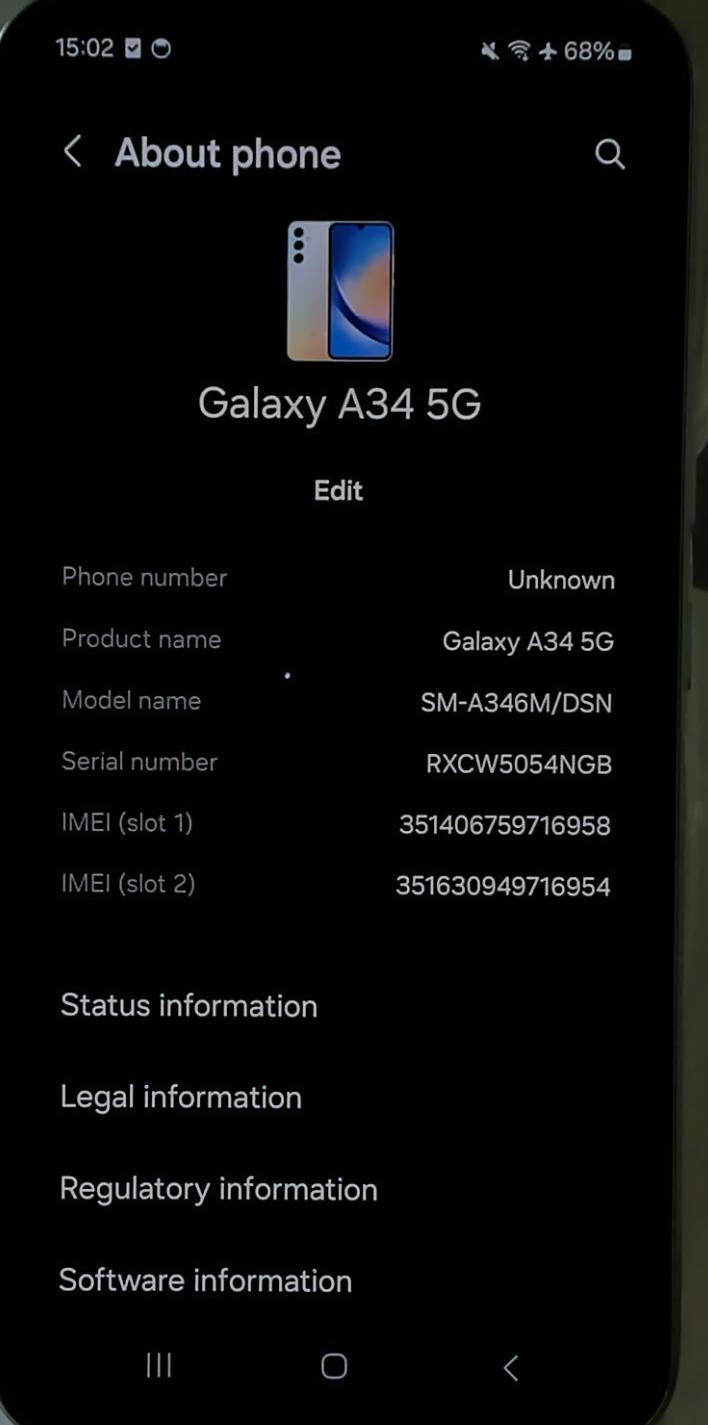 15:02 68%
About phone
Galaxy A34 5G
Edit
Phone number Unknown
Product name Galaxy A34 5G
Model name SM-A346M/DSN
Serial number RXCW5054NGB
IMEI (slot 1) 351406759716958
IMEI (slot 2) 351630949716954
Status information
Legal information
Regulatory information
Software information